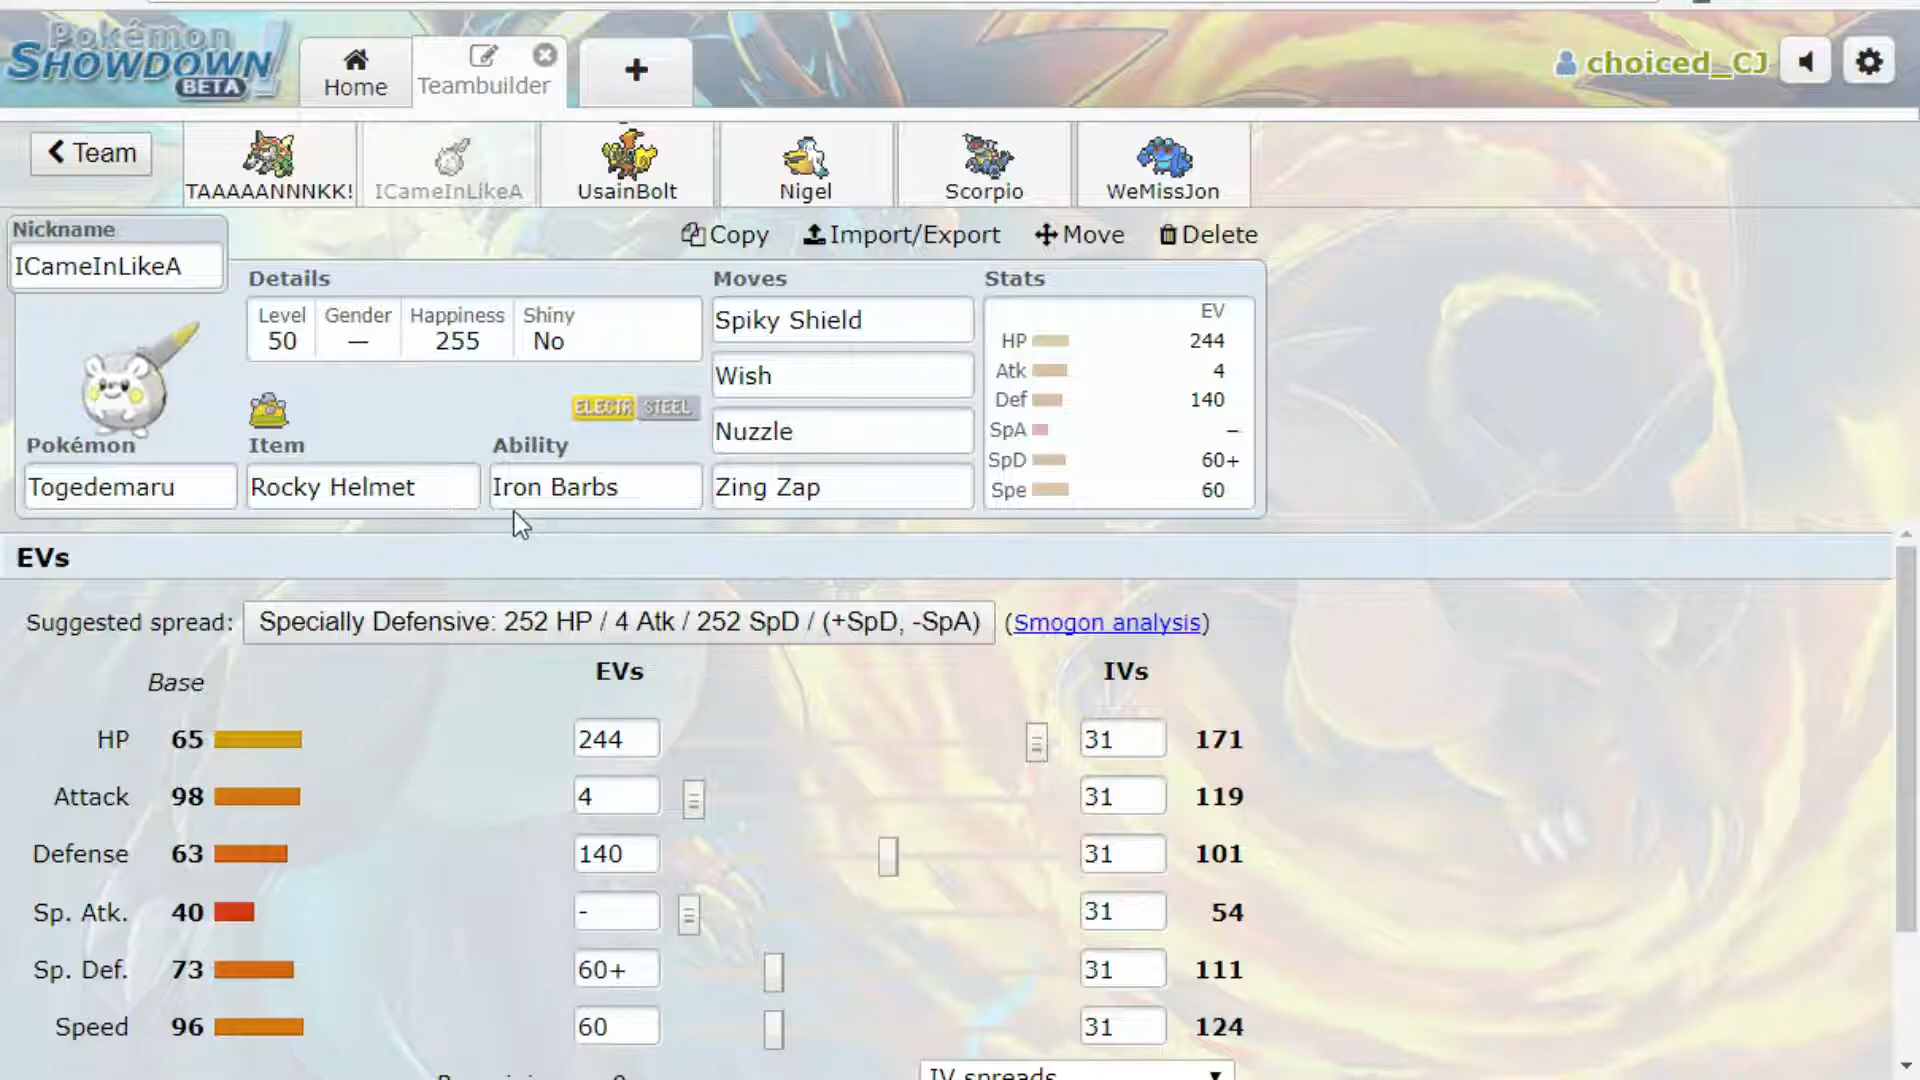 Pokémon
SHOWDOWN
BETA
Home
Teambuilder
+
choiced_CJ
Team
TAAAAANNNKK!
ICameInLikeA
UsainBolt
Nigel
Scorpio
WeMissJon
Nickname
ICameInLikeA
Copy
Import/Export
Move
Delete
Details
Level Gender Happiness Shiny
50 — 255 No
ELECTR STEEL
Pokémon
Togedemaru
Item
Rocky Helmet
Ability
Iron Barbs
Moves
Spiky Shield
Wish
Nuzzle
Zing Zap
Stats
EV
HP 244
Atk 4
Def 140
SpA –
SpD 60+
Spe 60
EVs
Suggested spread: Specially Defensive: 252 HP / 4 Atk / 252 SpD / (+SpD, -SpA) (Smogon analysis)
Base EVs IVs
HP 65 244 31 171
Attack 98 4 31 119
Defense 63 140 31 101
Sp. Atk. 40 - 31 54
Sp. Def. 73 60+ 31 111
Speed 96 60 31 124
IV spreads